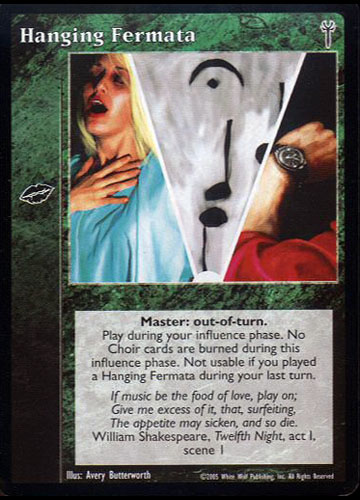 Hanging Fermata
Master: out-of-turn.
Play during your influence phase. No
Choir cards are burned during this
influence phase. Not usable if you played
a Hanging Fermata during your last turn.
If music be the food of love, play on;
Give me excess of it, that, surfeiting,
The appetite may sicken, and so die.
William Shakespeare, Twelfth Night, act I,
scene 1
Illus: Avery Butterworth
©2005 White Wolf Publishing, Inc. All Rights Reserved